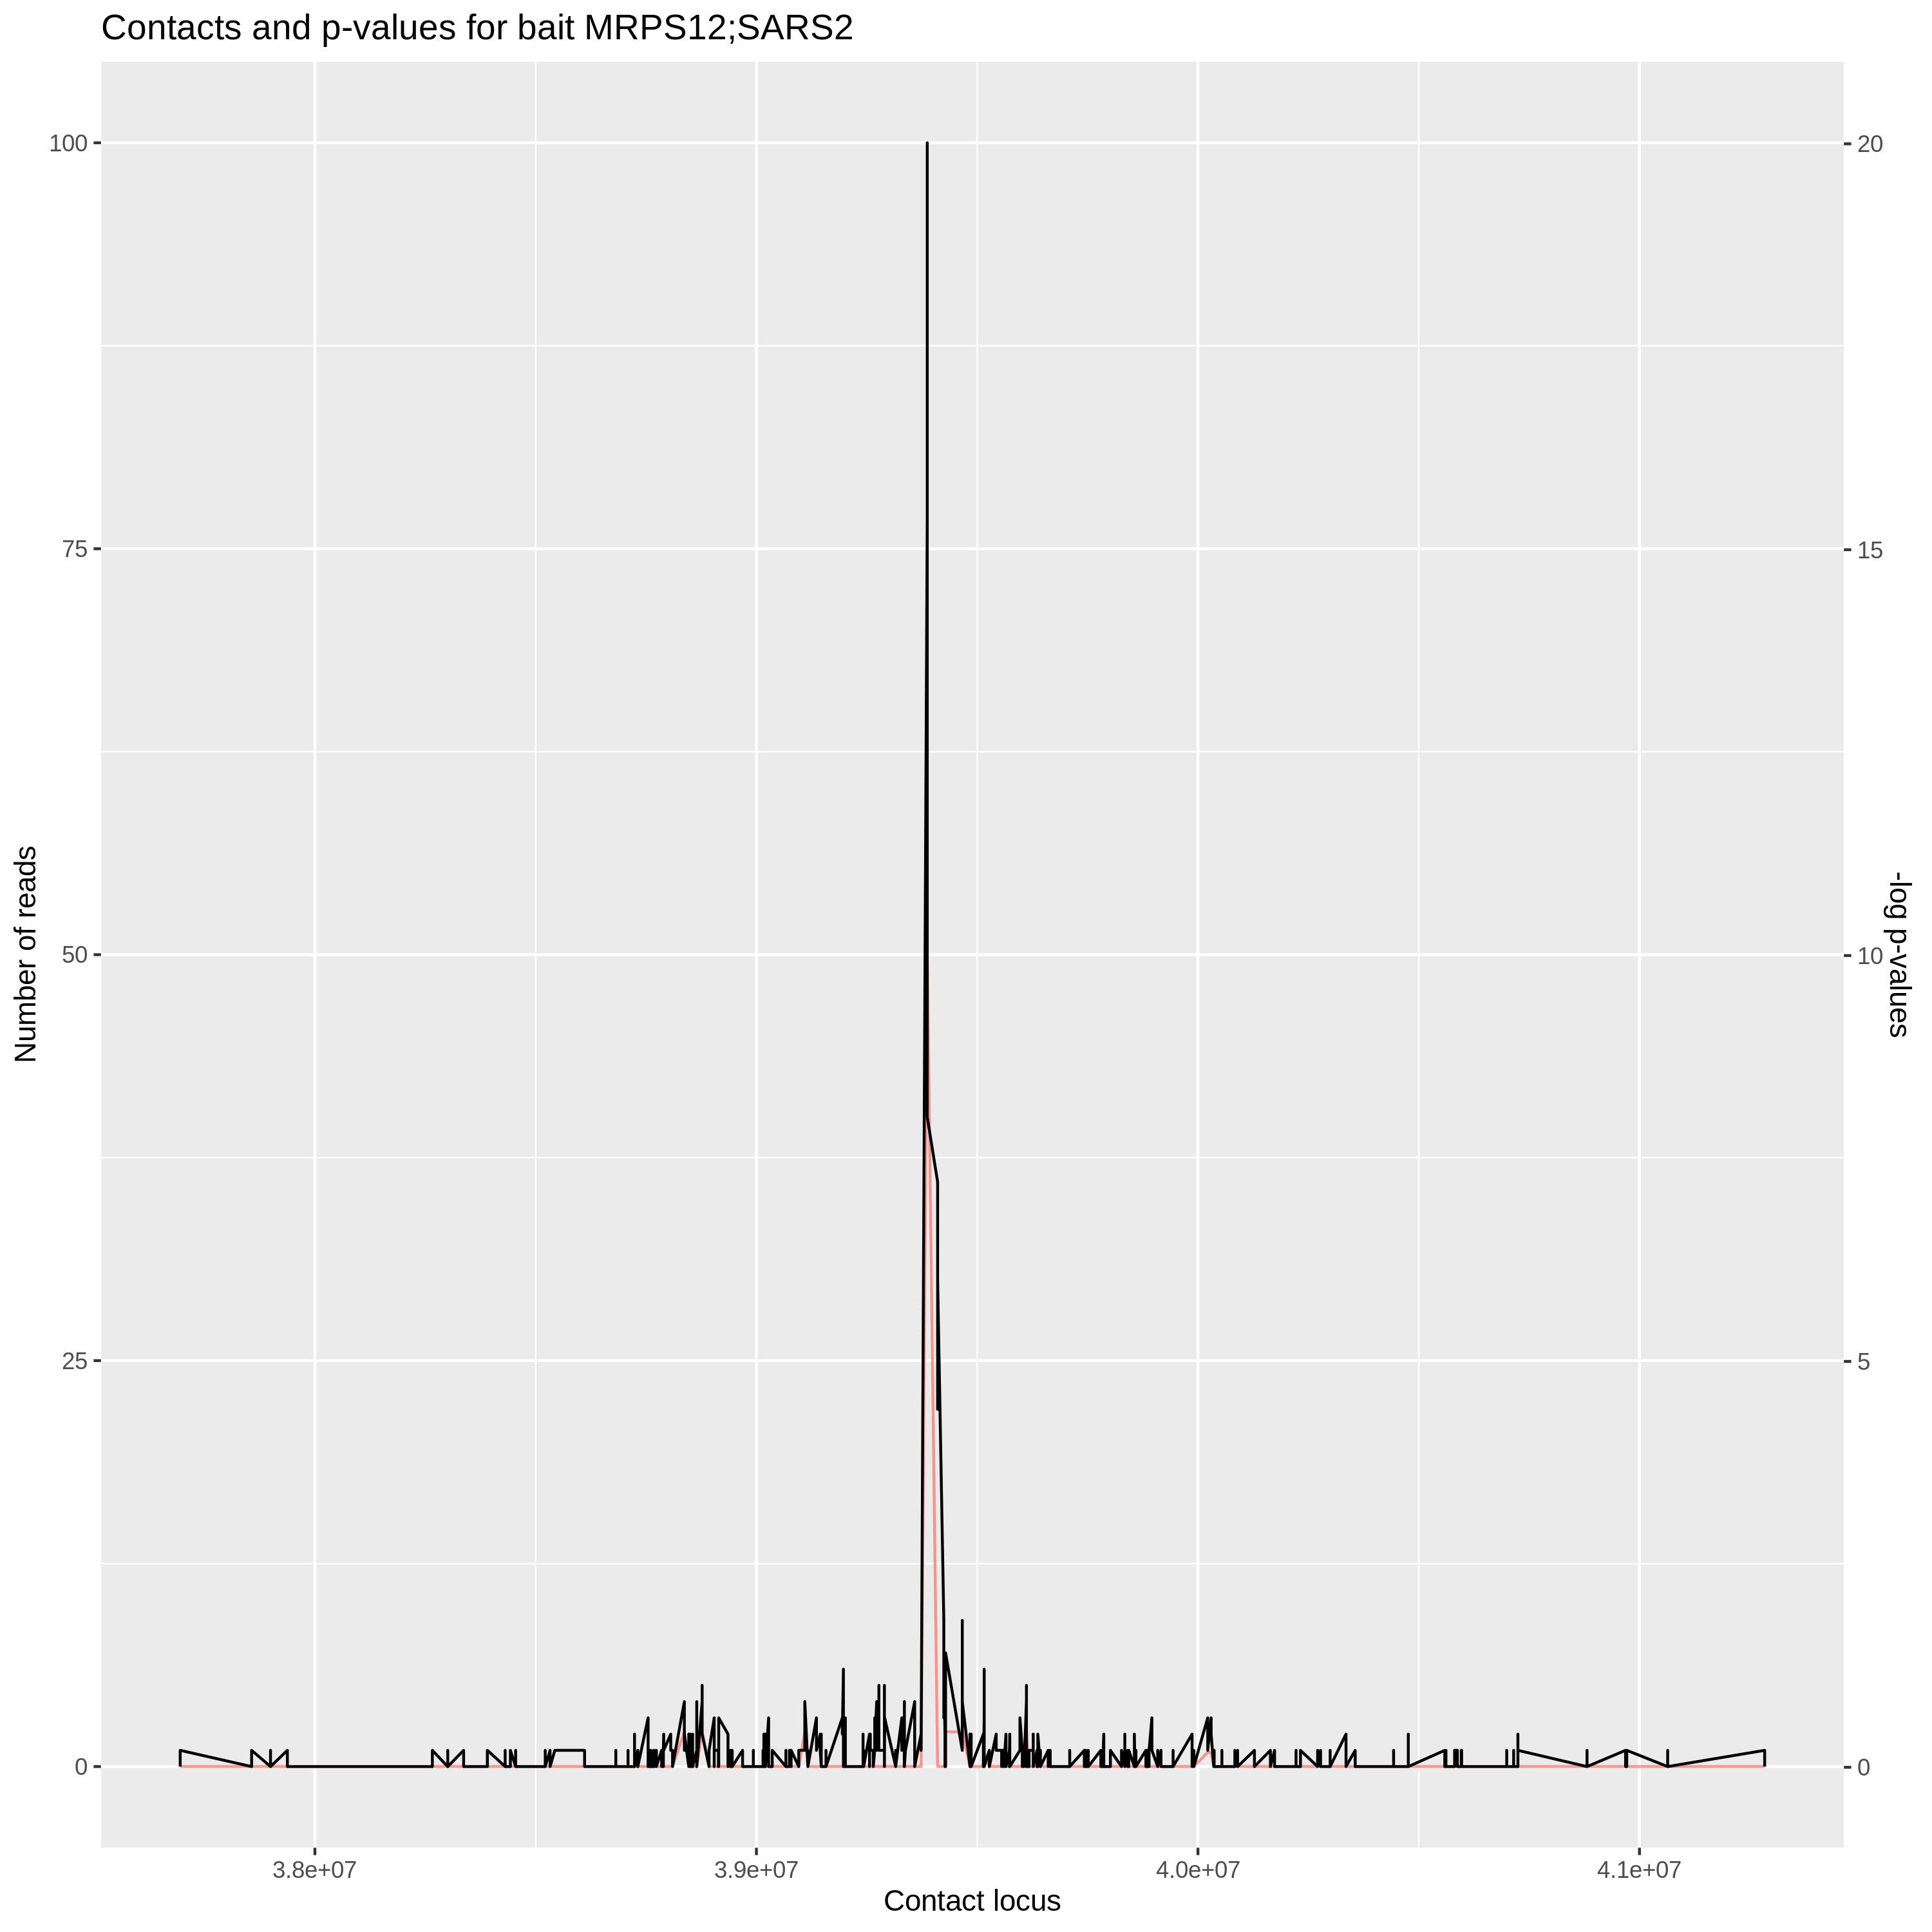 Contacts and p-values for bait MRPS12;SARS2
100
75
50
25
0
Number of reads
20
15
10
5
0
-log p-values
3.8e+07
3.9e+07
4.0e+07
4.1e+07
Contact locus